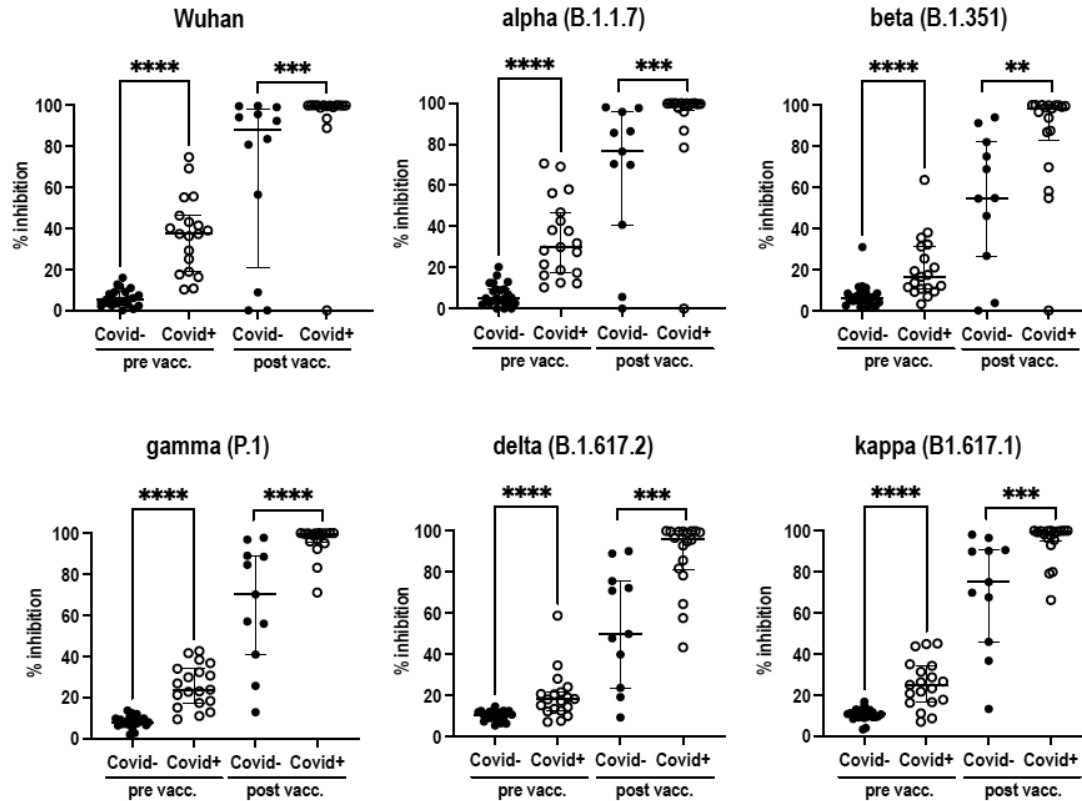 Wuhan
alpha (B.1.1.7)
beta (B.1.351)
**** ***
**** ***
**** **
% inhibition
100
80
60
40
20
0
Covid- Covid+ Covid- Covid+
pre vacc. post vacc.
% inhibition
100
80
60
40
20
0
Covid- Covid+ Covid- Covid+
pre vacc. post vacc.
% inhibition
100
80
60
40
20
0
Covid- Covid+ Covid- Covid+
pre vacc. post vacc.
gamma (P.1)
delta (B.1.617.2)
kappa (B1.617.1)
**** ****
**** ***
**** ***
% inhibition
100
80
60
40
20
0
Covid- Covid+ Covid- Covid+
pre vacc. post vacc.
% inhibition
100
80
60
40
20
0
Covid- Covid+ Covid- Covid+
pre vacc. post vacc.
% inhibition
100
80
60
40
20
0
Covid- Covid+ Covid- Covid+
pre vacc. post vacc.